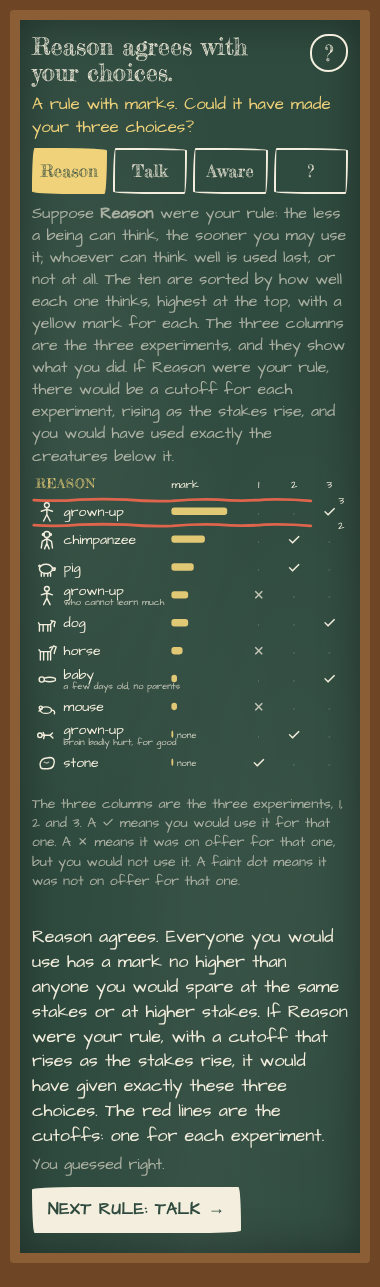 Reason agrees with
your choices.
?
A rule with marks. Could it have made
your three choices?
Reason Talk Aware ?
Suppose Reason were your rule: the less
a being can think, the sooner you may use
it; whoever can think well is used last, or
not at all. The ten are sorted by how well
each one thinks, highest at the top, with a
yellow mark for each. The three columns
are the three experiments, and they show
what you did. If Reason were your rule,
there would be a cutoff for each
experiment, rising as the stakes rise, and
you would have used exactly the
creatures below it.
REASON mark 1 2 3
3
grown-up ✓
2
chimpanzee ✓
pig ✓
grown-up ×
who cannot learn much
dog ✓
horse ×
baby ✓
a few days old, no parents
mouse ×
grown-up none ✓
brain badly hurt, for good
stone none ✓
The three columns are the three experiments, 1,
2 and 3. A ✓ means you would use it for that
one. A × means it was on offer for that one,
but you would not use it. A faint dot means it
was not on offer for that one.
Reason agrees. Everyone you would
use has a mark no higher than
anyone you would spare at the same
stakes or at higher stakes. If Reason
were your rule, with a cutoff that
rises as the stakes rise, it would
have given exactly these three
choices. The red lines are the
cutoffs: one for each experiment.
You guessed right.
NEXT RULE: TALK →